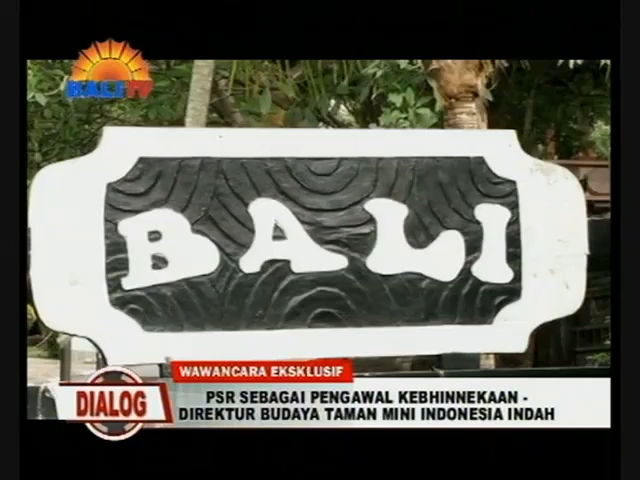 BALI TV
BALI
WAWANCARA EKSKLUSIF
DIALOG
PSR SEBAGAI PENGAWAL KEBHINNEKAAN -
DIREKTUR BUDAYA TAMAN MINI INDONESIA INDAH